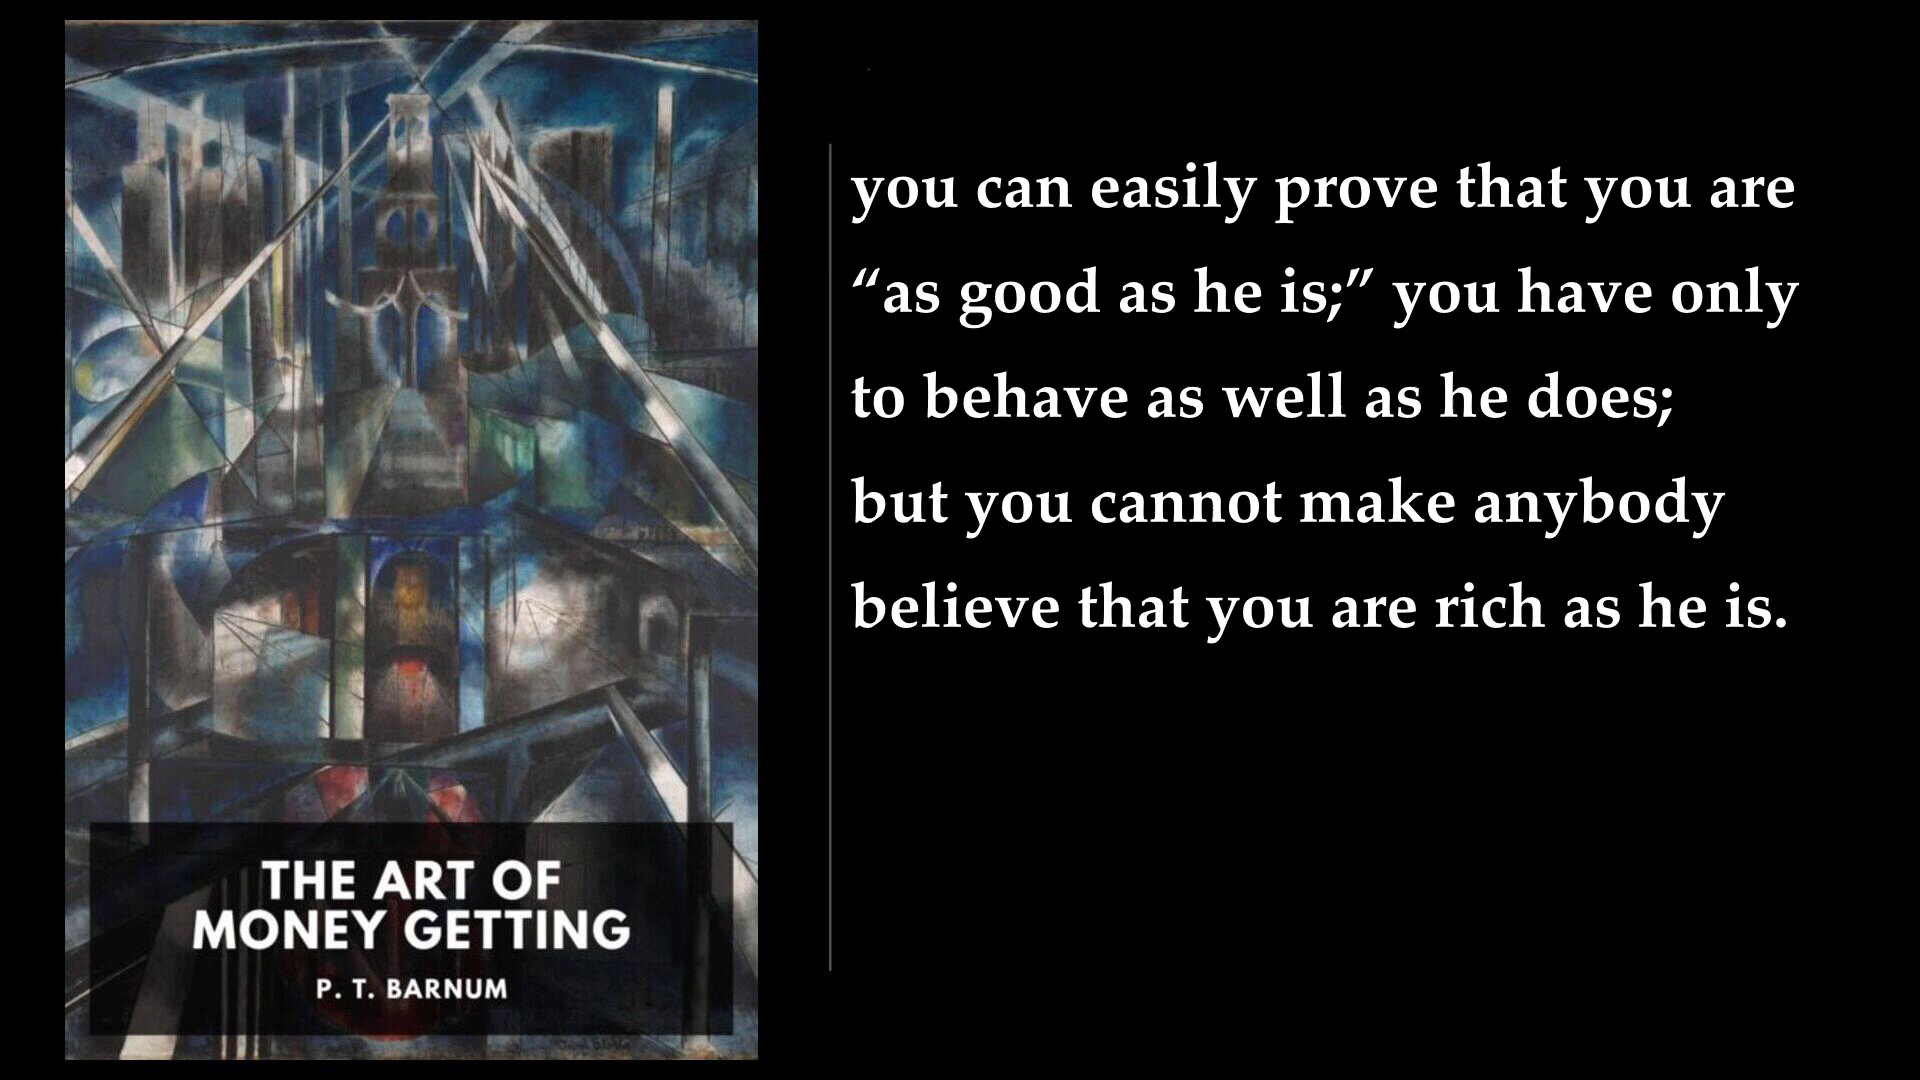 you can easily prove that you are
“as good as he is;” you have only
to behave as well as he does;
but you cannot make anybody
believe that you are rich as he is.
THE ART OF
MONEY GETTING
P. T. BARNUM